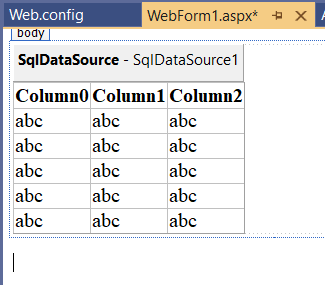 Web.config WebForm1.aspx*
body
SqlDataSource - SqlDataSource1
Column0 Column1 Column2
abc abc abc
abc abc abc
abc abc abc
abc abc abc
abc abc abc